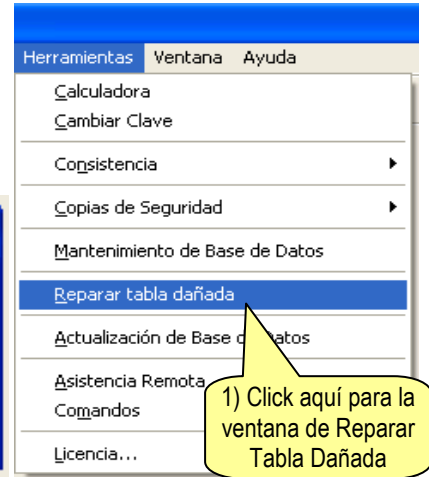 Herramientas Ventana Ayuda
Calculadora
Cambiar Clave
Consistencia
Copias de Seguridad
Mantenimiento de Base de Datos
Reparar tabla dañada
Actualización de Base de Datos
Asistencia Remota
Comandos
Licencia...
1) Click aquí para la
ventana de Reparar
Tabla Dañada